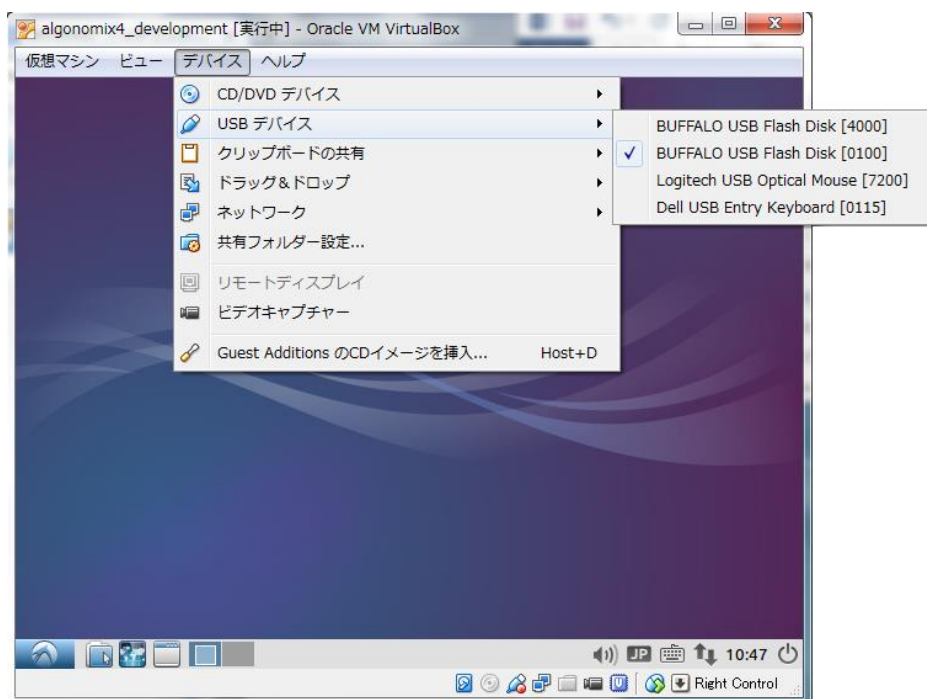 algonomix4_development [実行中] - Oracle VM VirtualBox
仮想マシン ビュー デバイス ヘルプ
CD/DVD デバイス
USB デバイス
クリップボードの共有
ドラッグ&ドロップ
ネットワーク
共有フォルダー設定...
リモートディスプレイ
ビデオキャプチャー
Guest Additions のCDイメージを挿入... Host+D
BUFFALO USB Flash Disk [4000]
BUFFALO USB Flash Disk [0100]
Logitech USB Optical Mouse [7200]
Dell USB Entry Keyboard [0115]
JP 10:47
Right Control